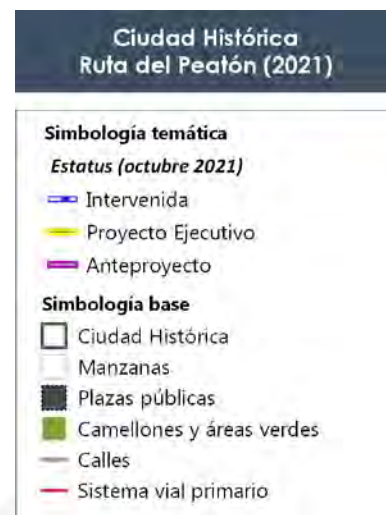 Ciudad Histórica
Ruta del Peatón (2021)
Simbología temática
Estatus (octubre 2021)
Intervenida
Proyecto Ejecutivo
Anteproyecto
Simbología base
Ciudad Histórica
Manzanas
Plazas públicas
Camellones y áreas verdes
Calles
Sistema vial primario